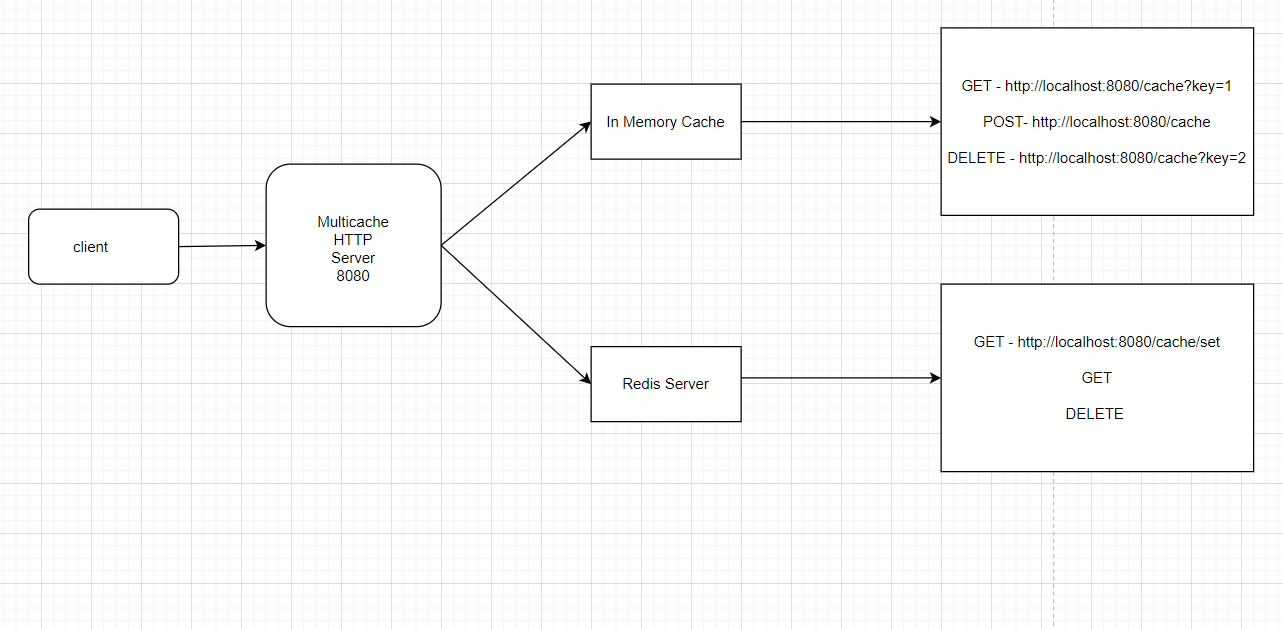 client
Multicache
HTTP
Server
8080
In Memory Cache
GET - http://localhost:8080/cache?key=1
POST- http://localhost:8080/cache
DELETE - http://localhost:8080/cache?key=2
Redis Server
GET - http://localhost:8080/cache/set
GET
DELETE